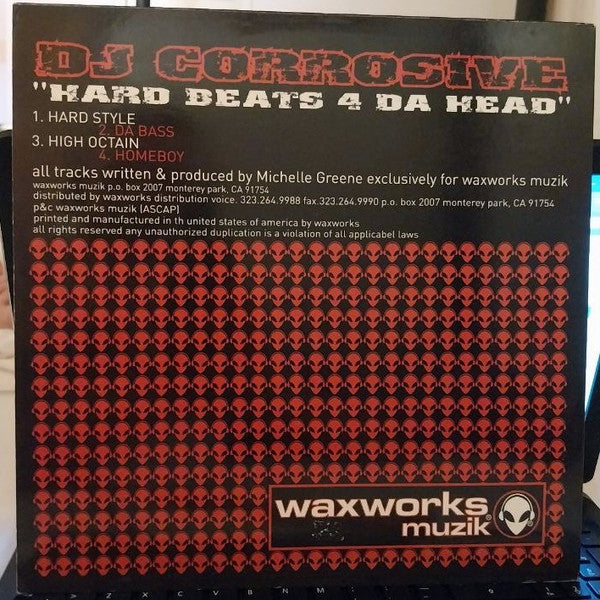 DJ CORROSIVE
"HARD BEATS 4 DA HEAD"
1. HARD STYLE
2. DA BASS
3. HIGH OCTAIN
4. HOMEBOY
all tracks written & produced by Michelle Greene exclusively for waxworks muzik
waxworks muzik p.o. box 2007 monterey park, CA 91754
distributed by waxworks distribution voice. 323.264.9988 fax.323.264.9990 p.o. box 2007 monterey park, CA 91754
p&c waxworks muzik (ASCAP)
printed and manufactured in th united states of america by waxworks
all rights reserved any unauthorized duplication is a violation of all applicabel laws
waxworks
muzik®